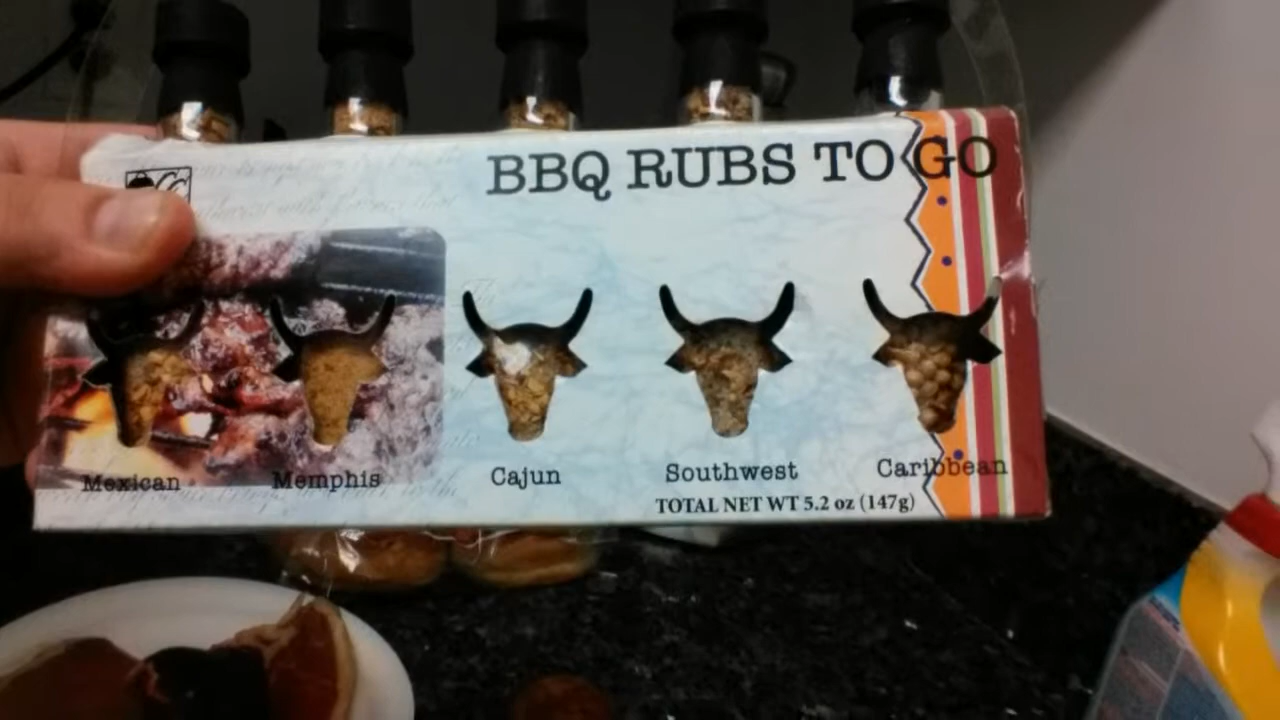 BBQ RUBS TO GO
Mexican
Memphis
Cajun
Southwest
Caribbean
TOTAL NET WT 5.2 oz (147g)